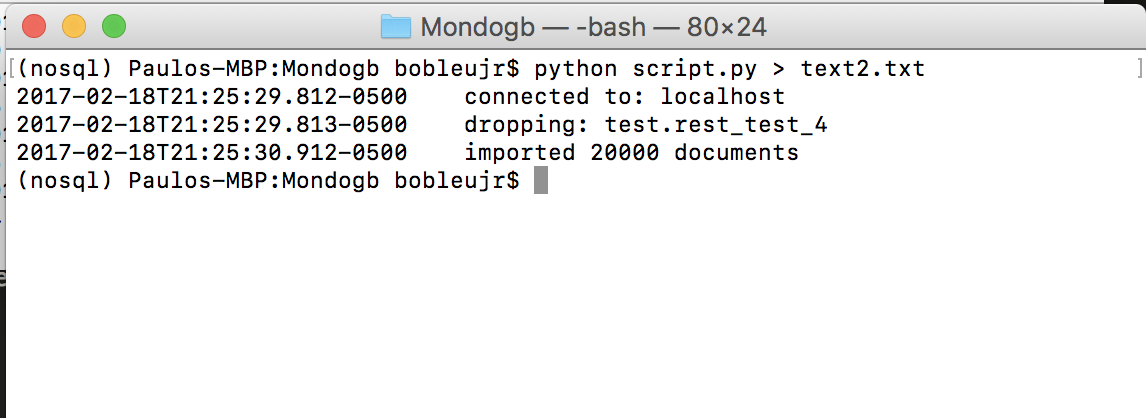 Mondogb — -bash — 80×24
[(nosql) Paulos-MBP:Mondogb bobleujr$ python script.py > text2.txt ]
2017-02-18T21:25:29.812-0500    connected to: localhost
2017-02-18T21:25:29.813-0500    dropping: test.rest_test_4
2017-02-18T21:25:30.912-0500    imported 20000 documents
(nosql) Paulos-MBP:Mondogb bobleujr$